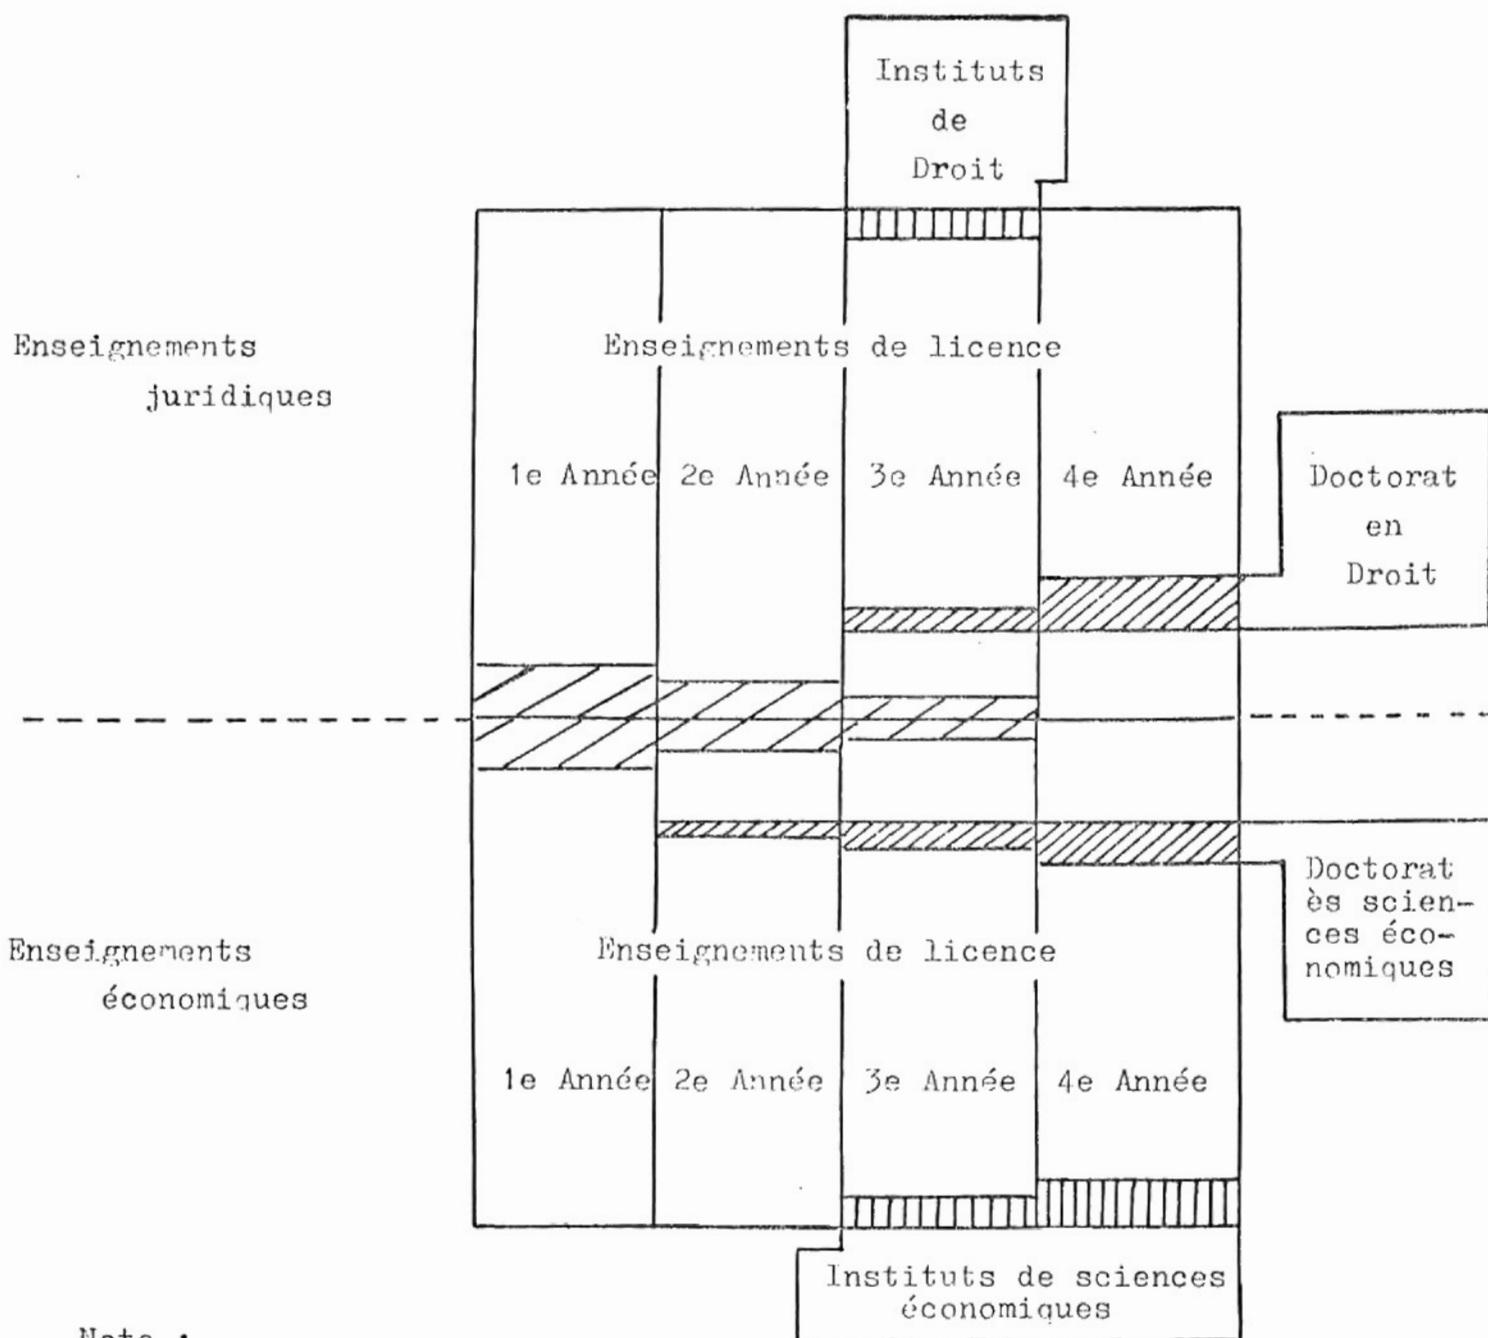 Instituts
de
Droit
Enseignements
juridiques
Enseignements de licence
1e Année 2e Année 3e Année 4e Année
Doctorat
en
Droit
Doctorat
ès scien-
ces éco-
nomiques
Enseignements
économiques
Enseignements de licence
1e Année 2e Année 3e Année 4e Année
Instituts de sciences
économiques
Note :